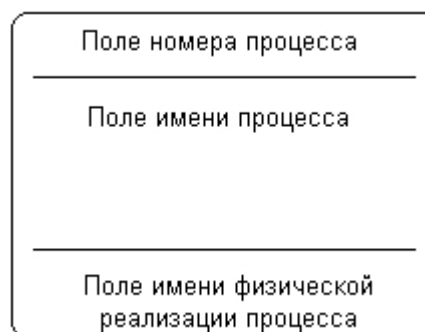 Поле номера процесса
Поле имени процесса
Поле имени физической
реализации процесса